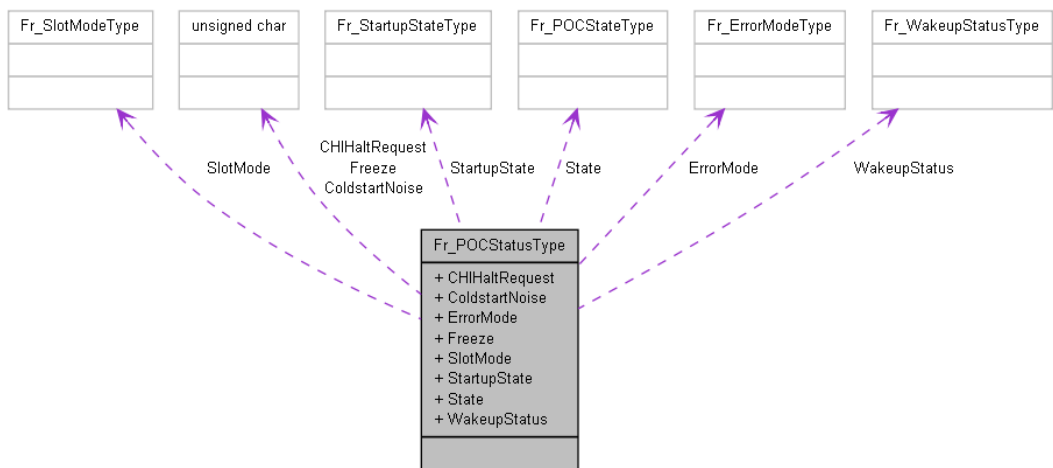 Fr_SlotModeType
unsigned char
Fr_StartupStateType
Fr_POCStateType
Fr_ErrorModeType
Fr_WakeupStatusType
SlotMode
CHIHaltRequest
Freeze
ColdstartNoise
StartupState
State
ErrorMode
WakeupStatus
Fr_POCStatusType
+ CHIHaltRequest
+ ColdstartNoise
+ ErrorMode
+ Freeze
+ SlotMode
+ StartupState
+ State
+ WakeupStatus